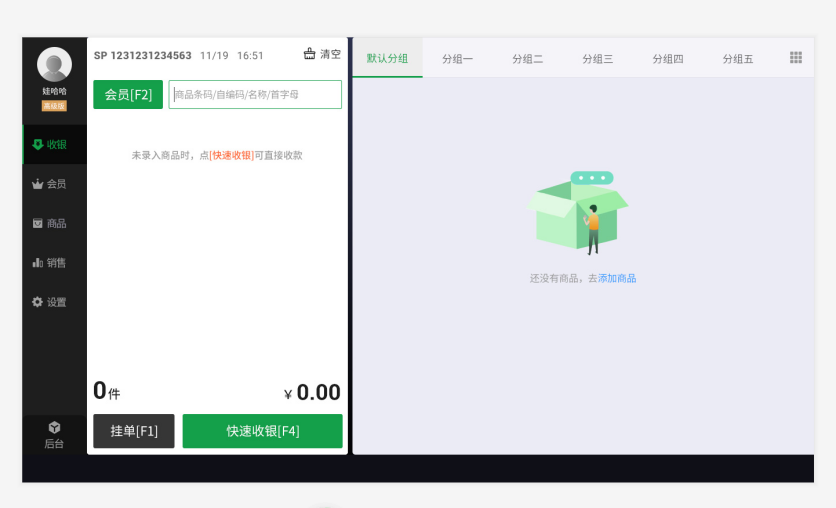 娃哈哈
高级版
收银
会员
商品
销售
设置
后台
SP 1231231234563 11/19 16:51 清空
会员[F2] 商品条码/自编码/名称/首字母
未录入商品时，点[快速收银]可直接收款
0件 ¥ 0.00
挂单[F1] 快速收银[F4]
默认分组 分组一 分组二 分组三 分组四 分组五
还没有商品，去添加商品